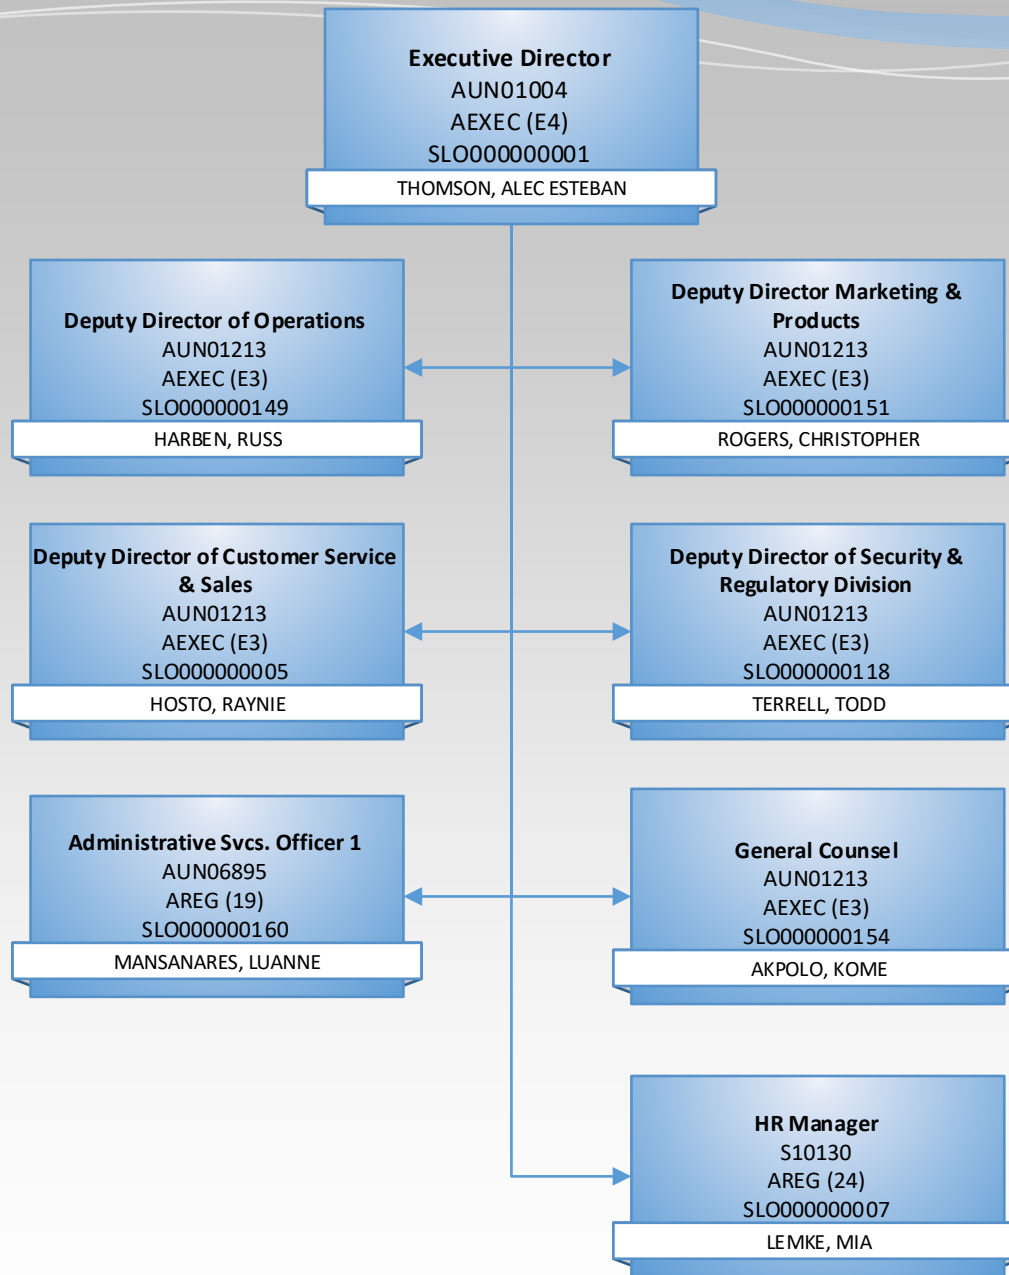 Executive Director
AUN01004
AEXEC (E4)
SLO000000001
THOMSON, ALEC ESTEBAN
Deputy Director of Operations
AUN01213
AEXEC (E3)
SLO000000149
HARBEN, RUSS
Deputy Director Marketing &
Products
AUN01213
AEXEC (E3)
SLO000000151
ROGERS, CHRISTOPHER
Deputy Director of Customer Service
& Sales
AUN01213
AEXEC (E3)
SLO000000005
HOSTO, RAYNIE
Deputy Director of Security &
Regulatory Division
AUN01213
AEXEC (E3)
SLO000000118
TERRELL, TODD
Administrative Svcs. Officer 1
AUN06895
AREG (19)
SLO000000160
MANSANARES, LUANNE
General Counsel
AUN01213
AEXEC (E3)
SLO000000154
AKPOLO, KOME
HR Manager
S10130
AREG (24)
SLO000000007
LEMKE, MIA